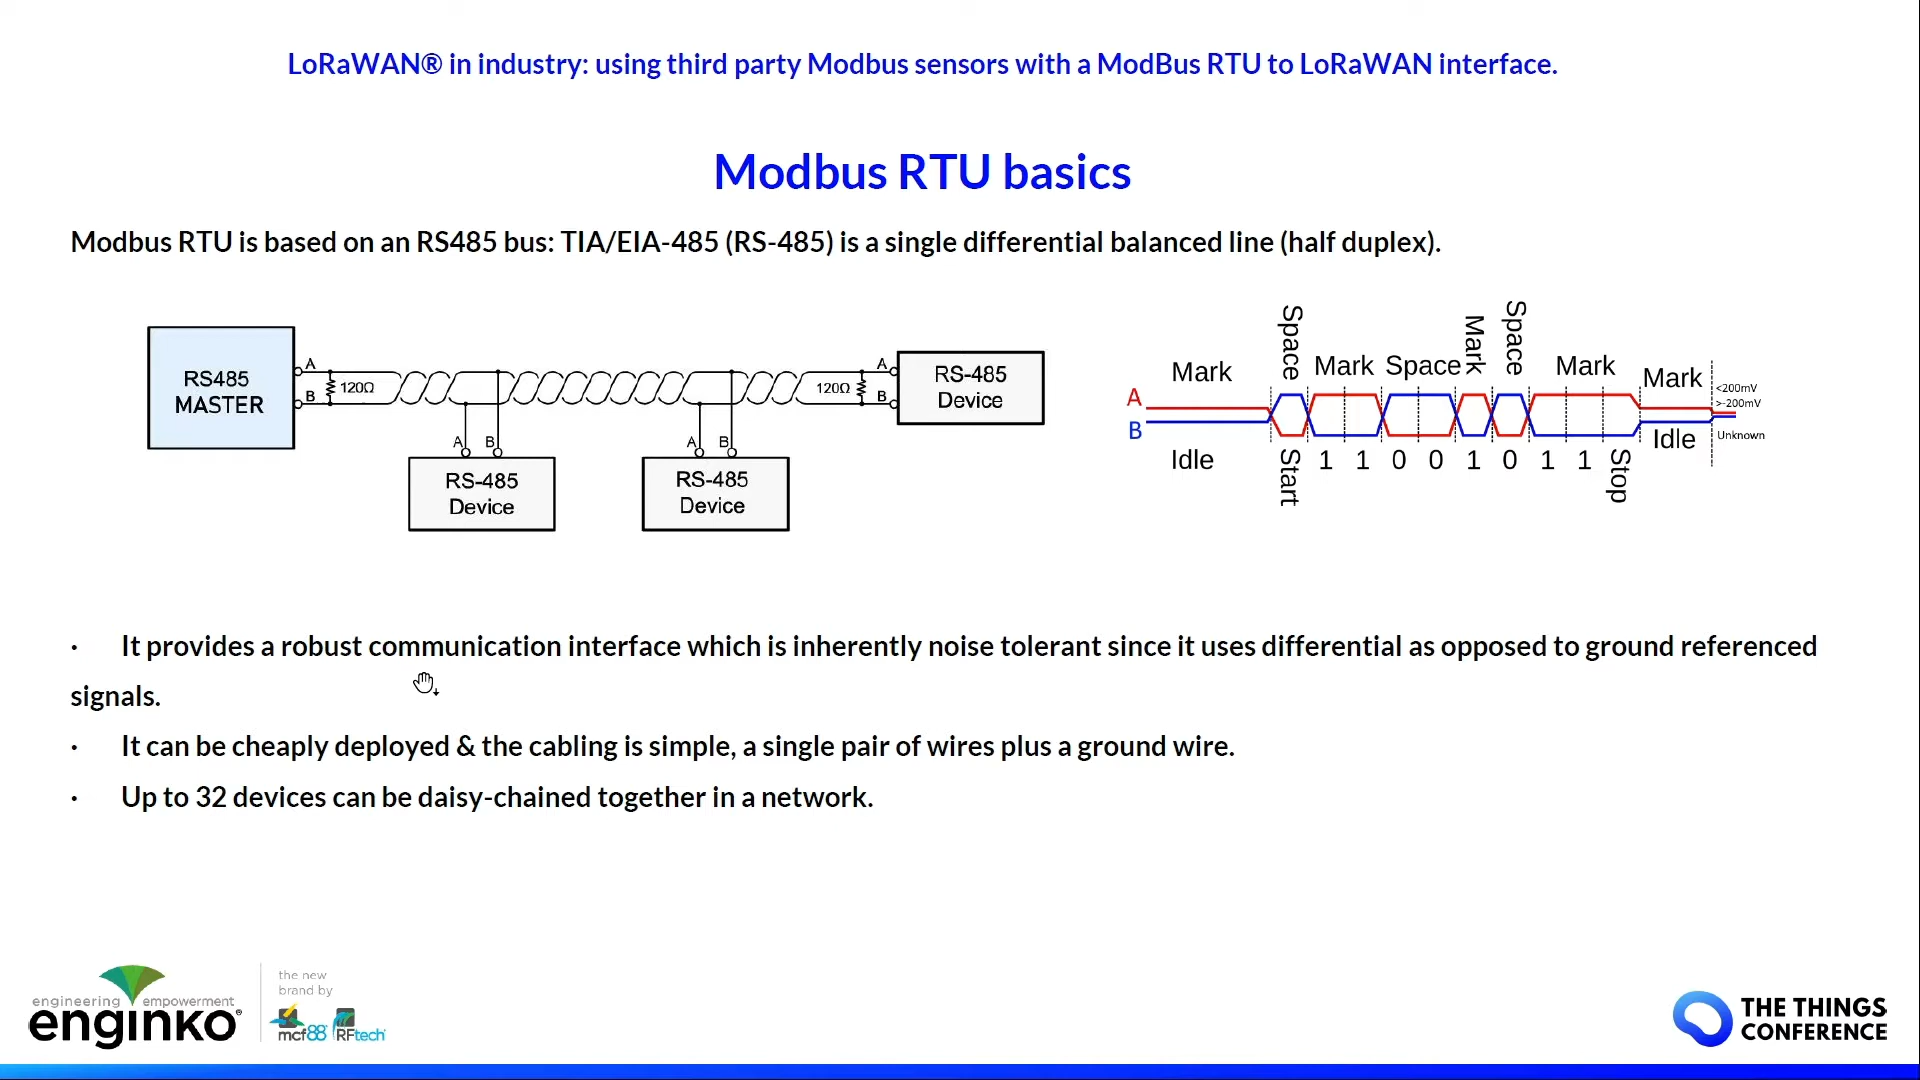 LoRaWAN® in industry: using third party Modbus sensors with a ModBus RTU to LoRaWAN interface.
Modbus RTU basics
Modbus RTU is based on an RS485 bus: TIA/EIA-485 (RS-485) is a single differential balanced line (half duplex).
RS485
MASTER
A
B
120Ω
A B
RS-485
Device
A B
RS-485
Device
120Ω
A
B
RS-485
Device
A
B
Mark Space Mark Space Mark Space Mark Mark
<200mV
>-200mV
Unknown
Idle Start 1 1 0 0 1 0 1 1 Stop Idle
· It provides a robust communication interface which is inherently noise tolerant since it uses differential as opposed to ground referenced
signals.
· It can be cheaply deployed & the cabling is simple, a single pair of wires plus a ground wire.
· Up to 32 devices can be daisy-chained together in a network.
engineering empowerment
enginko®
the new
brand by
mcf88 RFtech
THE THINGS
CONFERENCE